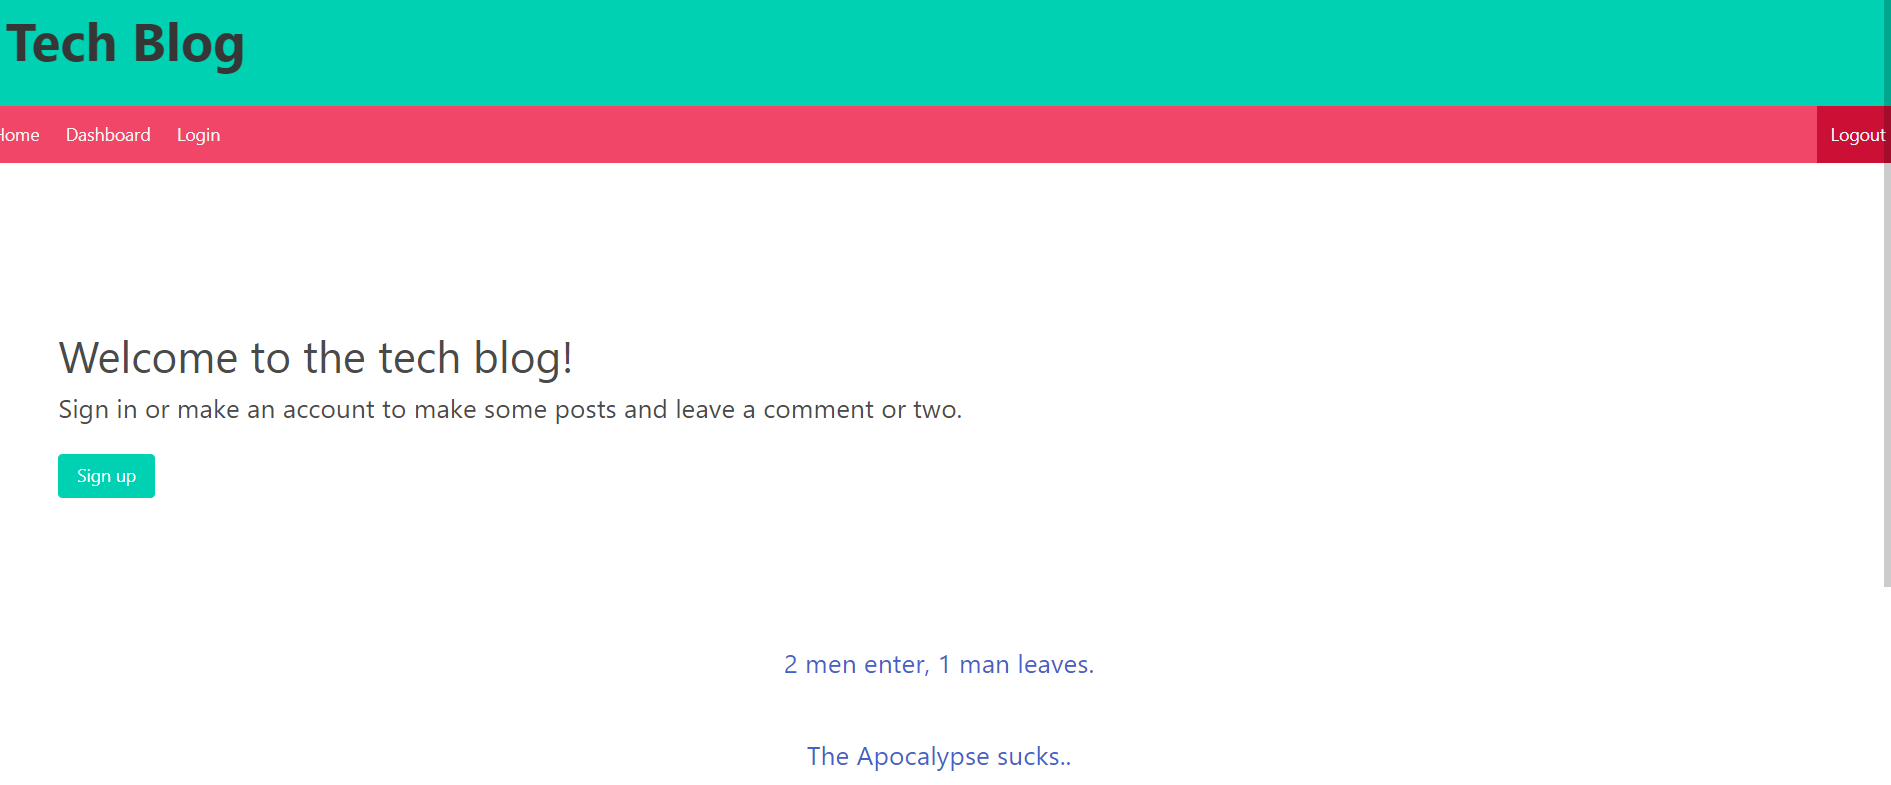 Tech Blog
Home Dashboard Login Logout
Welcome to the tech blog!
Sign in or make an account to make some posts and leave a comment or two.
Sign up
2 men enter, 1 man leaves.
The Apocalypse sucks..